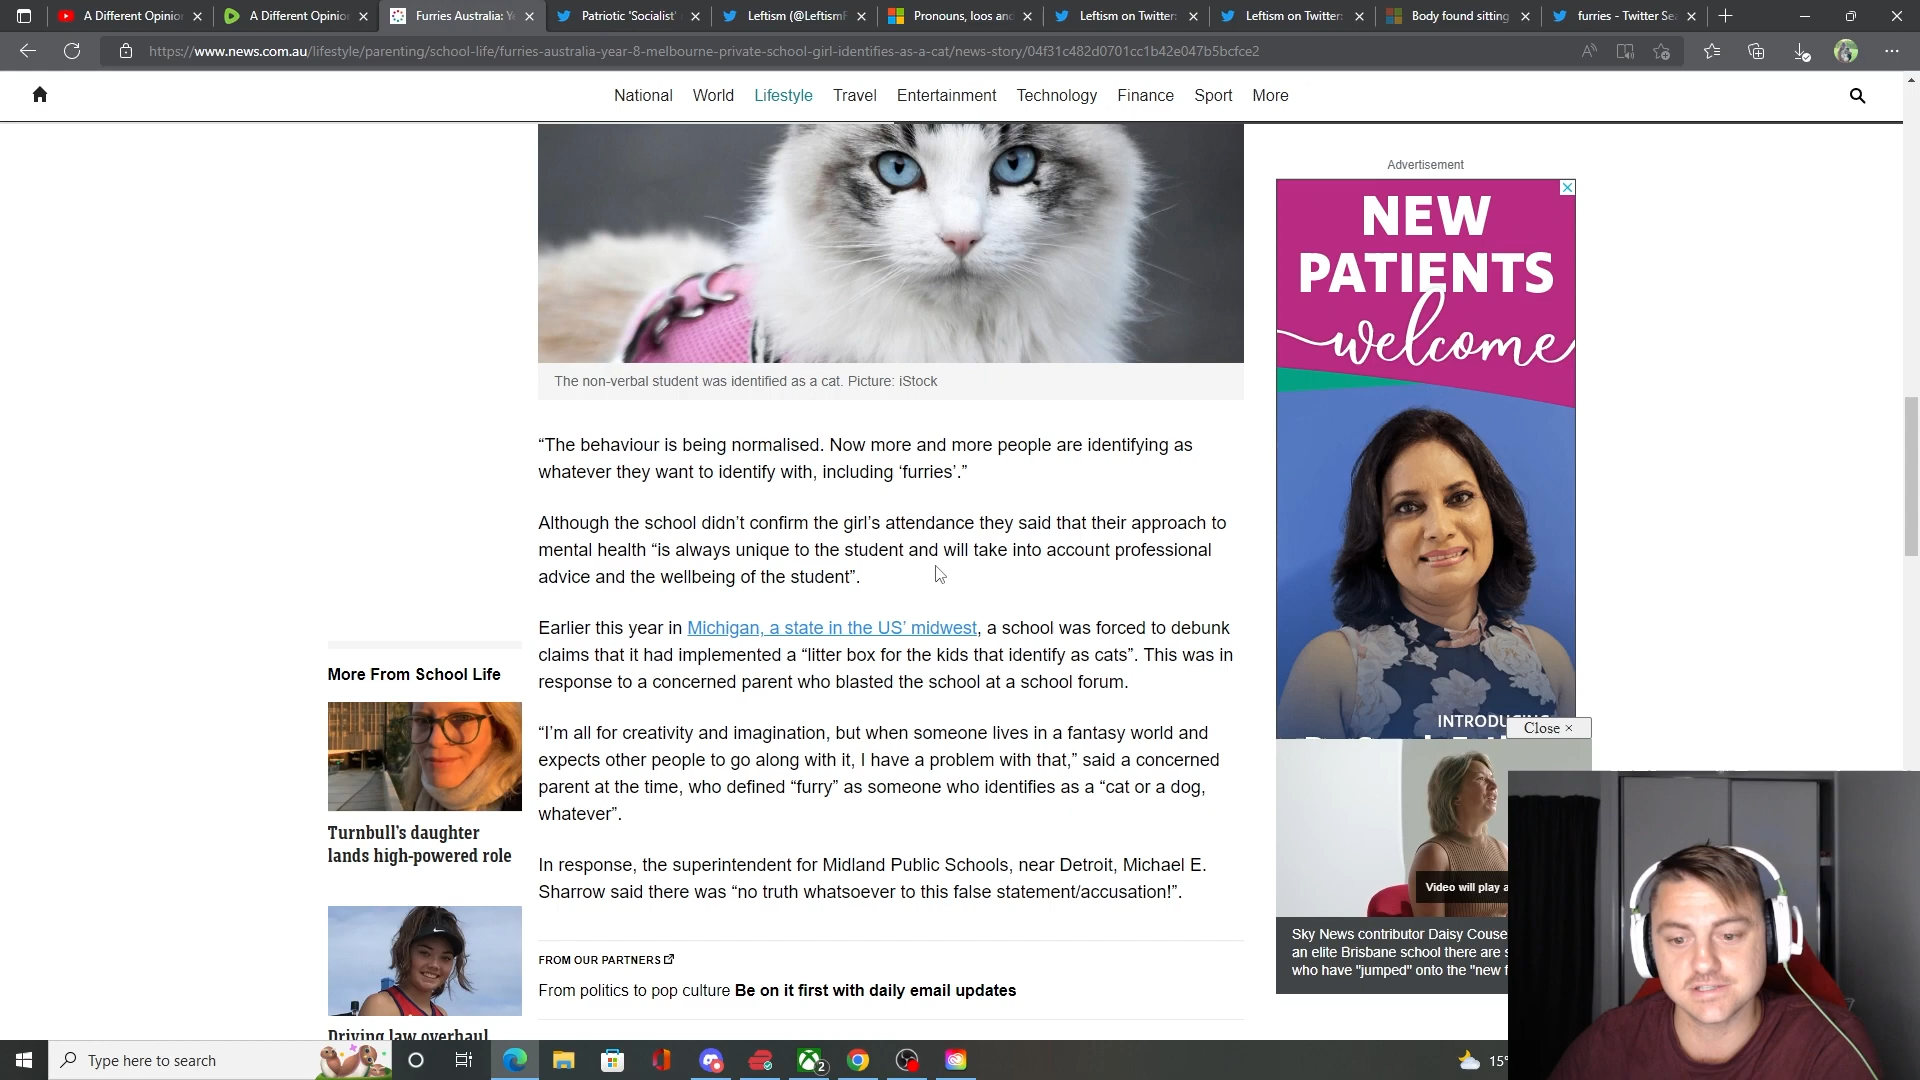 A Different Opinio
A Different Opinio
Furries Australia: Y
Patriotic 'Socialist'
Leftism (@LeftismF
Pronouns, loos and
Leftism on Twitter:
Leftism on Twitter:
Body found sitting
furries - Twitter Se
https://www.news.com.au/lifestyle/parenting/school-life/furries-australia-year-8-melbourne-private-school-girl-identifies-as-a-cat/news-story/04f31c482d0701cc1b42e047b5bcfce2
National World Lifestyle Travel Entertainment Technology Finance Sport More
The non-verbal student was identified as a cat. Picture: iStock
“The behaviour is being normalised. Now more and more people are identifying as
whatever they want to identify with, including ‘furries’.”
Although the school didn’t confirm the girl’s attendance they said that their approach to
mental health “is always unique to the student and will take into account professional
advice and the wellbeing of the student”.
Earlier this year in Michigan, a state in the US’ midwest, a school was forced to debunk
claims that it had implemented a “litter box for the kids that identify as cats”. This was in
response to a concerned parent who blasted the school at a school forum.
“I’m all for creativity and imagination, but when someone lives in a fantasy world and
expects other people to go along with it, I have a problem with that,” said a concerned
parent at the time, who defined “furry” as someone who identifies as a “cat or a dog,
whatever”.
In response, the superintendent for Midland Public Schools, near Detroit, Michael E.
Sharrow said there was “no truth whatsoever to this false statement/accusation!”.
FROM OUR PARTNERS
From politics to pop culture Be on it first with daily email updates
More From School Life
Turnbull’s daughter
lands high-powered role
Driving law overhaul
Advertisement
NEW
PATIENTS
welcome
Close ×
Video will play a
Sky News contributor Daisy Couse
an elite Brisbane school there are s
who have "jumped" onto the "new f
Type here to search
2
15°